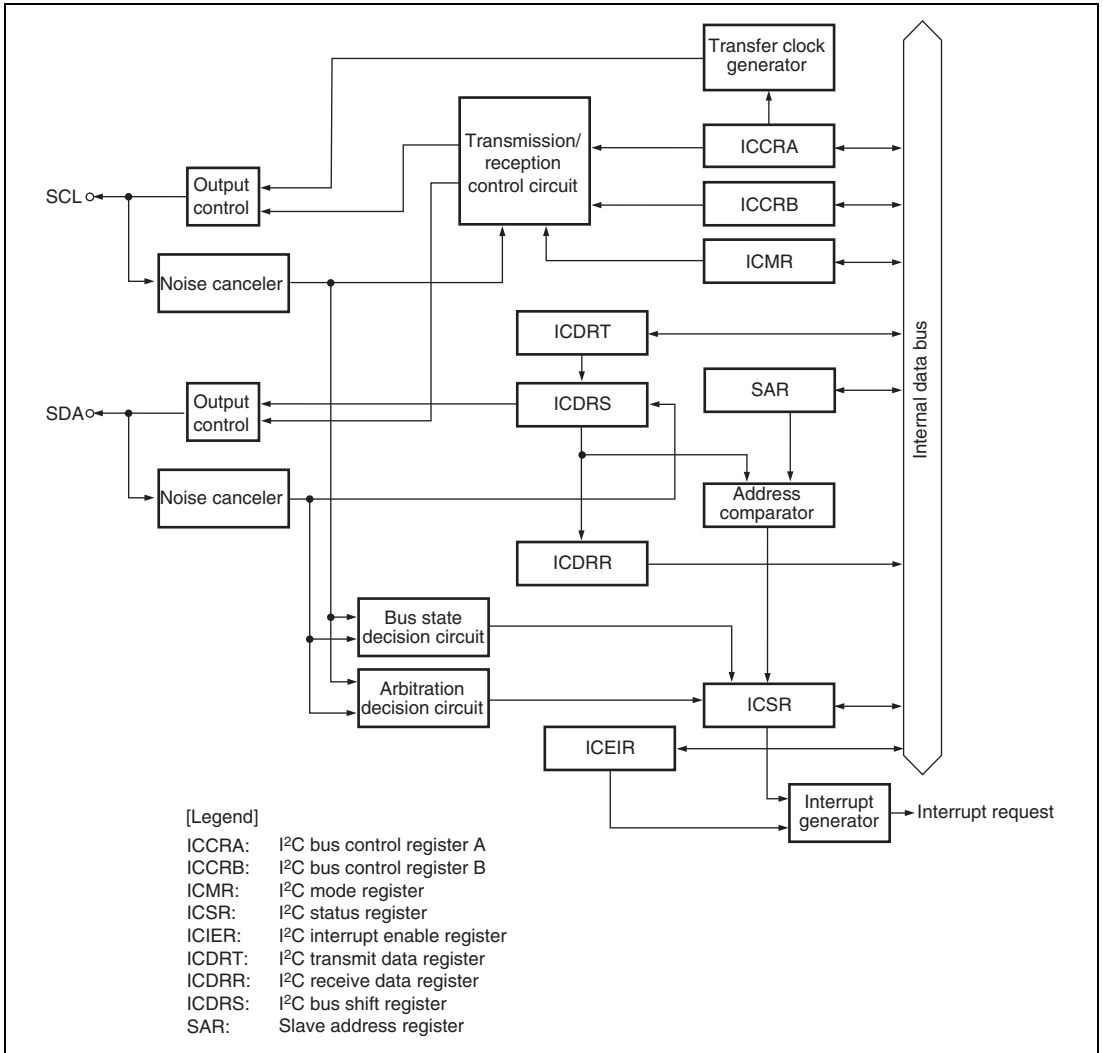 Transfer clock
generator
Transmission/
reception
control circuit
ICCRA
SCL
Output
control
ICCRB
ICMR
Noise canceler
ICDRT
Internal data bus
SDA
Output
control
ICDRS
SAR
Noise canceler
Address
comparator
ICDRR
Bus state
decision circuit
Arbitration
decision circuit
ICSR
ICEIR
Interrupt
generator
Interrupt request
[Legend]
ICCRA: I²C bus control register A
ICCRB: I²C bus control register B
ICMR: I²C mode register
ICSR: I²C status register
ICIER: I²C interrupt enable register
ICDRT: I²C transmit data register
ICDRR: I²C receive data register
ICDRS: I²C bus shift register
SAR: Slave address register